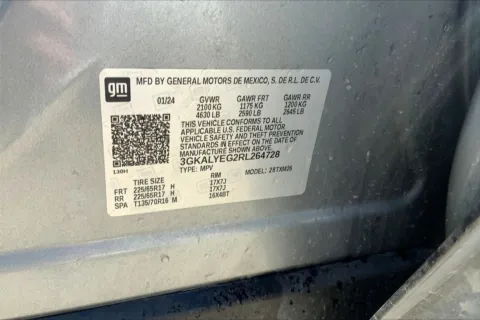 gm
MFD BY GENERAL MOTORS DE MEXICO, S. DE R.L. DE C.V.
01/24 GVWR GAWR FRT GAWR RR
2100 KG 1175 KG 1200 KG
4630 LB 2590 LB 2645 LB
THIS VEHICLE CONFORMS TO ALL
APPLICABLE U.S. FEDERAL MOTOR
VEHICLE SAFETY AND THEFT PREVENTION
STANDARDS IN EFFECT ON THE DATE OF
MANUFACTURE SHOWN ABOVE.
3GKALYEG2RL264728
TYPE: MPV MODEL:
TIRE SIZE RIM
FRT 225/65R17 H 17X7J
RR 225/65R17 H 17X7J
SPA T135/70R16 M 16X4BT